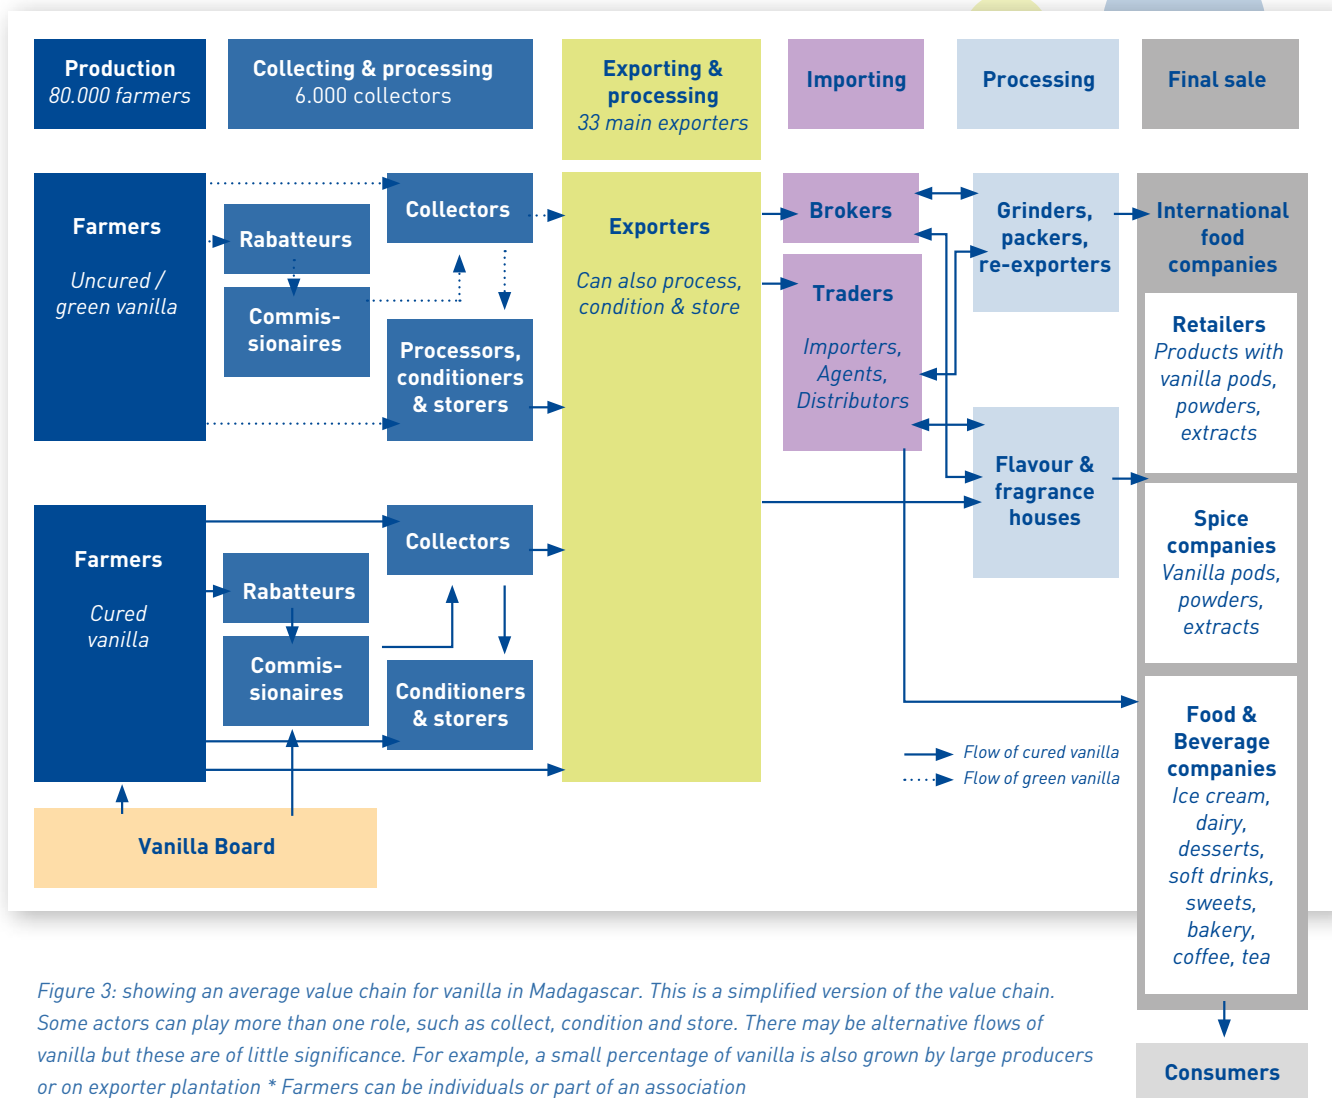 Production
80.000 farmers
Collecting & processing
6.000 collectors
Exporting &
processing
33 main exporters
Importing
Processing
Final sale
Farmers
Uncured /
green vanilla
Rabatteurs
Commis-
sionaires
Collectors
Processors,
conditioners
& storers
Exporters
Can also process,
condition & store
Brokers
Traders
Importers,
Agents,
Distributors
Grinders,
packers,
re-exporters
Flavour &
fragrance
houses
International
food
companies
Retailers
Products with
vanilla pods,
powders,
extracts
Spice
companies
Vanilla pods,
powders,
extracts
Food &
Beverage
companies
Ice cream,
dairy,
desserts,
soft drinks,
sweets,
bakery,
coffee, tea
Farmers
Cured
vanilla
Rabatteurs
Commis-
sionaires
Collectors
Conditioners
& storers
Vanilla Board
Flow of cured vanilla
Flow of green vanilla
Consumers
Figure 3: showing an average value chain for vanilla in Madagascar. This is a simplified version of the value chain.
Some actors can play more than one role, such as collect, condition and store. There may be alternative flows of
vanilla but these are of little significance. For example, a small percentage of vanilla is also grown by large producers
or on exporter plantation * Farmers can be individuals or part of an association